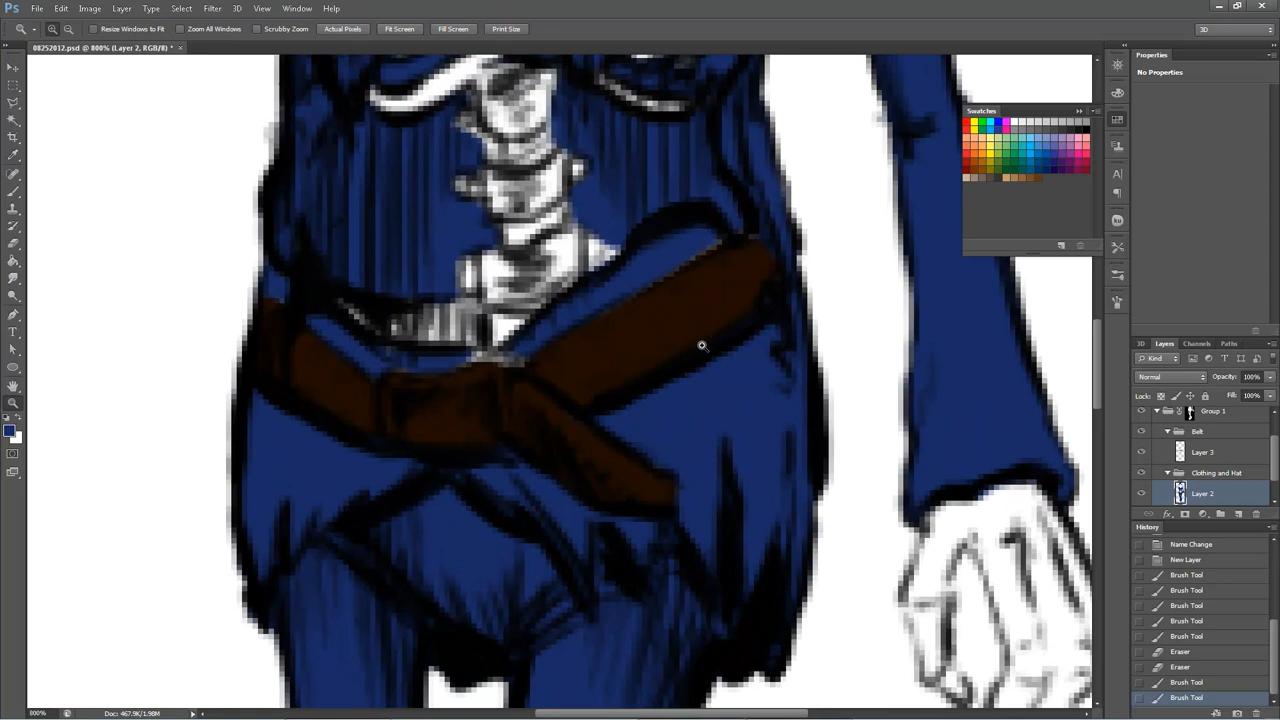 Ps File Edit Image Layer Type Select Filter 3D View Window Help
Resize Windows to Fit Zoom All Windows Scrubby Zoom Actual Pixels Fit Screen Fill Screen Print Size 3D
08252012.psd @ 800% (Layer 2, RGB/8) * ×
Properties
No Properties
Swatches
3D Layers Channels Paths
Kind
Normal Opacity: 100%
Lock: Fill: 100%
Group 1
Belt
Layer 3
Clothing and Hat
Layer 2
fx
History
Name Change
New Layer
Brush Tool
Brush Tool
Brush Tool
Brush Tool
Brush Tool
Eraser
Eraser
Brush Tool
Brush Tool
800% Doc: 467.9K/1.98M